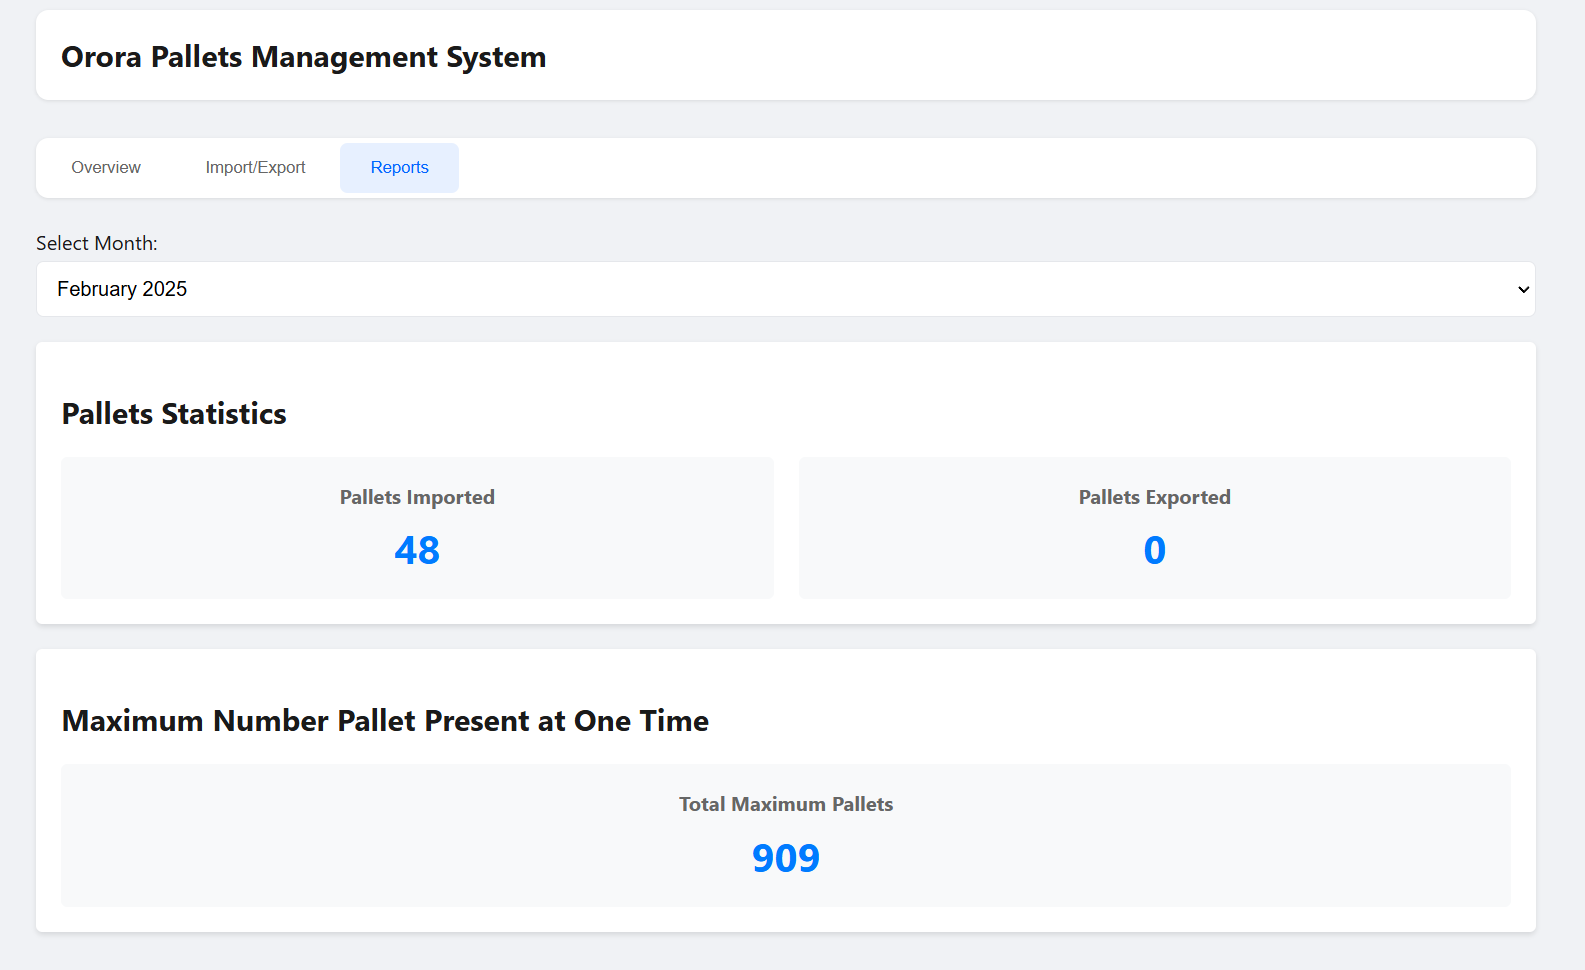 Orora Pallets Management System
Overview Import/Export Reports
Select Month:
February 2025
Pallets Statistics
Pallets Imported Pallets Exported
48 0
Maximum Number Pallet Present at One Time
Total Maximum Pallets
909